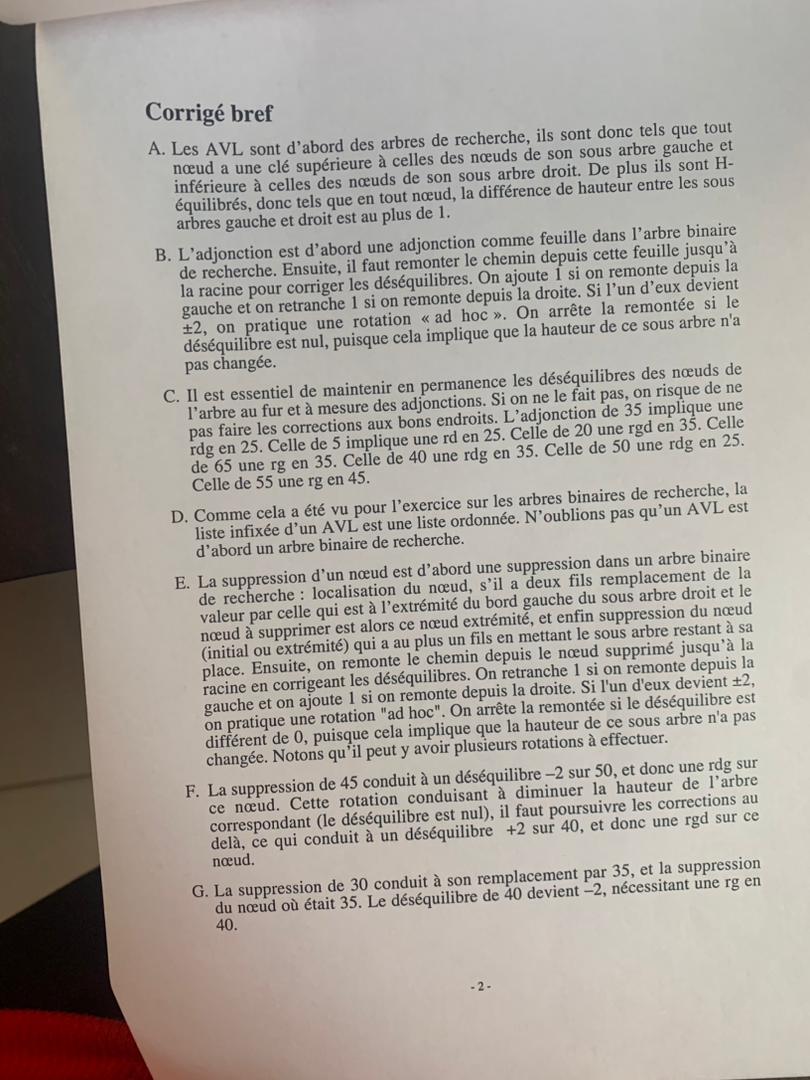 Corrigé bref
A. Les AVL sont d'abord des arbres de recherche, ils sont donc tels que tout
nœud a une clé supérieure à celles des nœuds de son sous arbre gauche et
inférieure à celles des nœuds de son sous arbre droit. De plus ils sont H-
équilibrés, donc tels que en tout nœud, la différence de hauteur entre les sous
arbres gauche et droit est au plus de 1.
B. L'adjonction est d'abord une adjonction comme feuille dans l'arbre binaire
de recherche. Ensuite, il faut remonter le chemin depuis cette feuille jusqu'à
la racine pour corriger les déséquilibres. On ajoute 1 si on remonte depuis la
gauche et on retranche 1 si on remonte depuis la droite. Si l'un d'eux devient
±2, on pratique une rotation « ad hoc ». On arrête la remontée si le
déséquilibre est nul, puisque cela implique que la hauteur de ce sous arbre n'a
pas changée.
C. Il est essentiel de maintenir en permanence les déséquilibres des nœuds de
l'arbre au fur et à mesure des adjonctions. Si on ne le fait pas, on risque de ne
pas faire les corrections aux bons endroits. L'adjonction de 35 implique une
rdg en 25. Celle de 5 implique une rd en 25. Celle de 20 une rgd en 35. Celle
de 65 une rg en 35. Celle de 40 une rdg en 35. Celle de 50 une rdg en 25.
Celle de 55 une rg en 45.
D. Comme cela a été vu pour l'exercice sur les arbres binaires de recherche, la
liste infixée d'un AVL est une liste ordonnée. N'oublions pas qu'un AVL est
d'abord un arbre binaire de recherche.
E. La suppression d'un nœud est d'abord une suppression dans un arbre binaire
de recherche : localisation du nœud, s'il a deux fils remplacement de la
valeur par celle qui est à l'extrémité du bord gauche du sous arbre droit et le
nœud à supprimer est alors ce nœud extrémité, et enfin suppression du nœud
(initial ou extrémité) qui a au plus un fils en mettant le sous arbre restant à sa
place. Ensuite, on remonte le chemin depuis le nœud supprimé jusqu'à la
racine en corrigeant les déséquilibres. On retranche 1 si on remonte depuis la
gauche et on ajoute 1 si on remonte depuis la droite. Si l'un d'eux devient ±2,
on pratique une rotation "ad hoc". On arrête la remontée si le déséquilibre est
différent de 0, puisque cela implique que la hauteur de ce sous arbre n'a pas
changée. Notons qu'il peut y avoir plusieurs rotations à effectuer.
F. La suppression de 45 conduit à un déséquilibre –2 sur 50, et donc une rdg sur
ce nœud. Cette rotation conduisant à diminuer la hauteur de l'arbre
correspondant (le déséquilibre est nul), il faut poursuivre les corrections au
delà, ce qui conduit à un déséquilibre +2 sur 40, et donc une rgd sur ce
nœud.
G. La suppression de 30 conduit à son remplacement par 35, et la suppression
du nœud où était 35. Le déséquilibre de 40 devient –2, nécessitant une rg en
40.
- 2 -